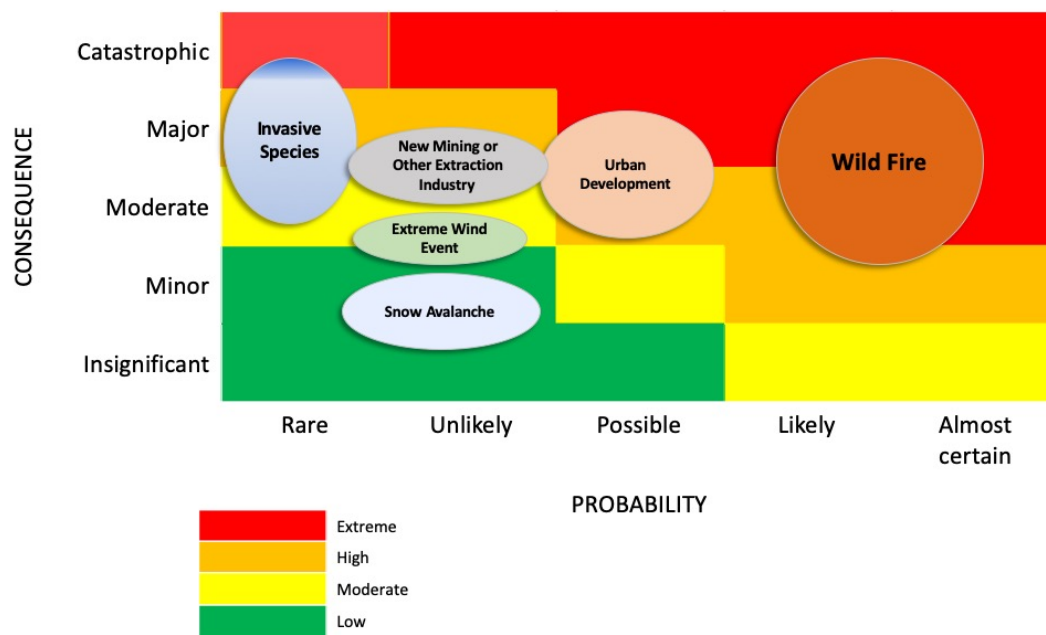 CONSEQUENCE
Catastrophic
Major
Moderate
Minor
Insignificant
Invasive
Species
New Mining or
Other Extraction
Industry
Urban
Development
Wild Fire
Extreme Wind
Event
Snow Avalanche
Rare
Unlikely
Possible
Likely
Almost
certain
PROBABILITY
Extreme
High
Moderate
Low